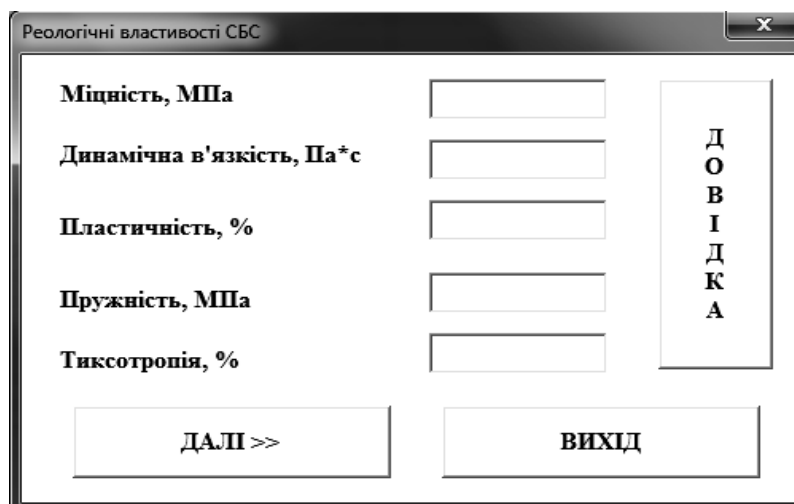 Реологічні властивості СБС
Міцність, МПа
Динамічна в'язкість, Па*с
Пластичність, %
Пружність, МПа
Тиксотропія, %
Д
О
В
І
Д
К
А
ДАЛІ >>
ВИХІД